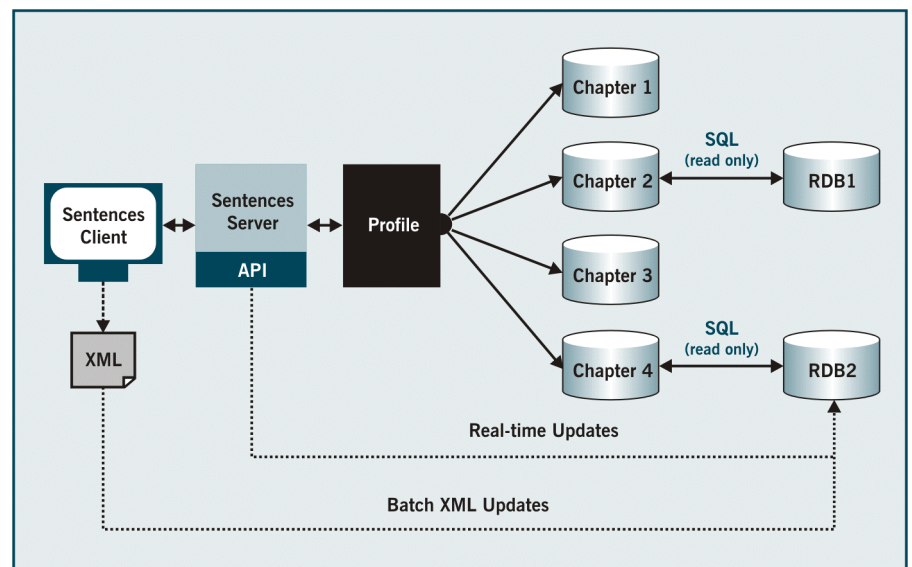 Sentences
Client
Sentences
Server
API
Profile
XML
Chapter 1
Chapter 2
SQL
(read only)
RDB1
Chapter 3
Chapter 4
SQL
(read only)
RDB2
Real-time Updates
Batch XML Updates